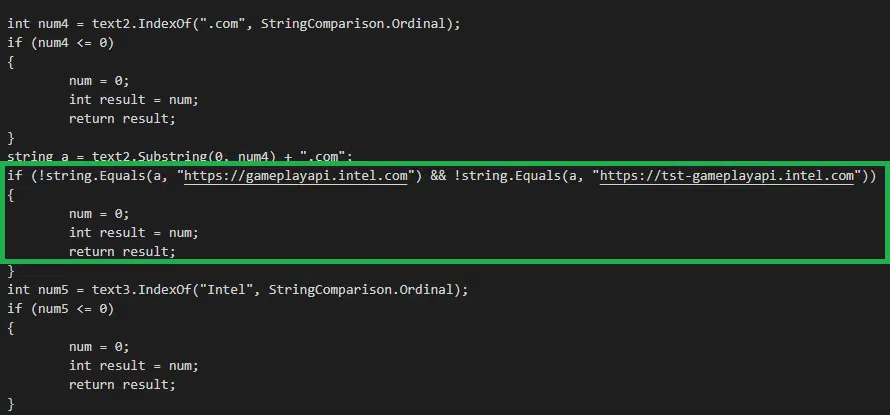 int num4 = text2.IndexOf(".com", StringComparison.Ordinal);
if (num4 <= 0)
{
        num = 0;
        int result = num;
        return result;
}
string a = text2.Substring(0, num4) + ".com";
if (!string.Equals(a, "https://gameplayapi.intel.com") && !string.Equals(a, "https://tst-gameplayapi.intel.com"))
{
        num = 0;
        int result = num;
        return result;
}
int num5 = text3.IndexOf("Intel", StringComparison.Ordinal);
if (num5 <= 0)
{
        num = 0;
        int result = num;
        return result;
}